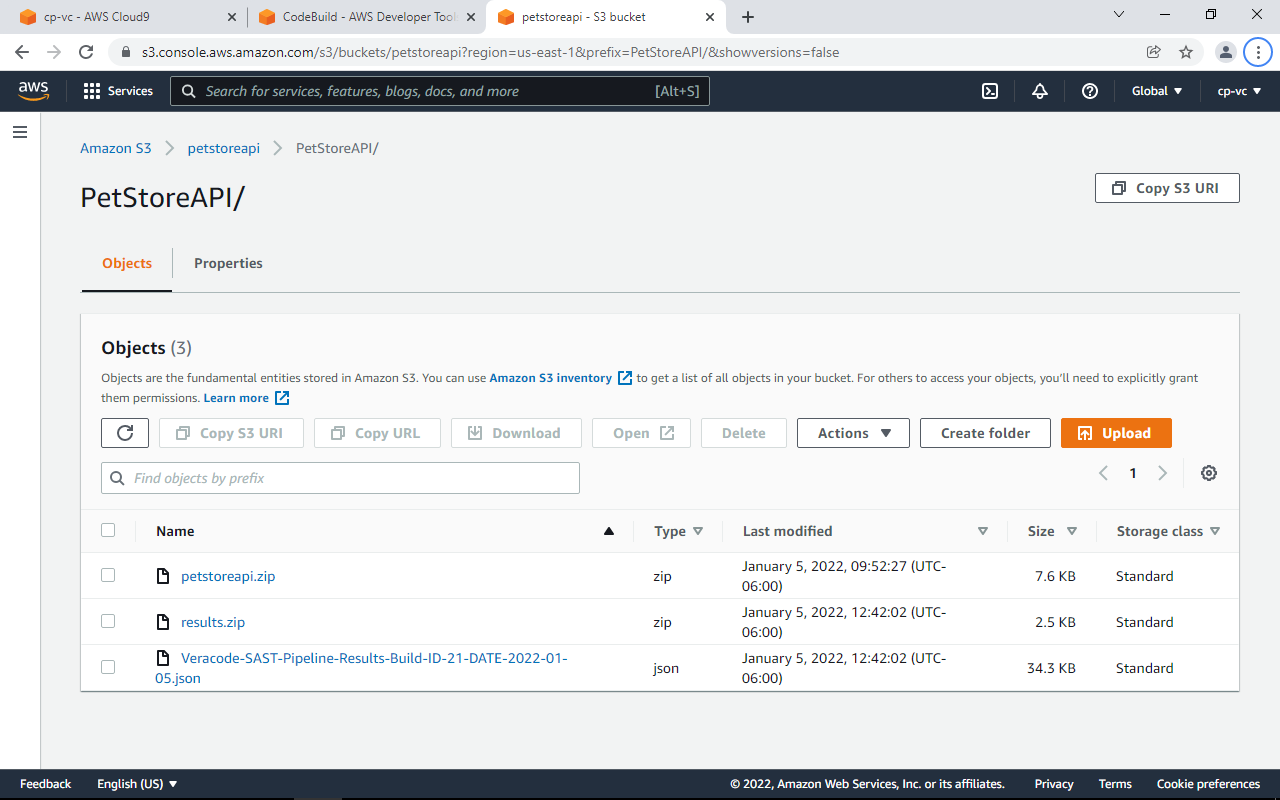 cp-vc - AWS Cloud9
CodeBuild - AWS Developer Tool
petstoreapi - S3 bucket
s3.console.aws.amazon.com/s3/buckets/petstoreapi?region=us-east-1&prefix=PetStoreAPI/&showversions=false
aws
Services
Search for services, features, blogs, docs, and more
[Alt+S]
Global
cp-vc
Amazon S3
petstoreapi
PetStoreAPI/
PetStoreAPI/
Copy S3 URI
Objects
Properties
Objects (3)
Objects are the fundamental entities stored in Amazon S3. You can use Amazon S3 inventory to get a list of all objects in your bucket. For others to access your objects, you'll need to explicitly grant
them permissions. Learn more
Copy S3 URI
Copy URL
Download
Open
Delete
Actions
Create folder
Upload
Find objects by prefix
1
Name
Type
Last modified
Size
Storage class
petstoreapi.zip
zip
January 5, 2022, 09:52:27 (UTC-
06:00)
7.6 KB
Standard
results.zip
zip
January 5, 2022, 12:42:02 (UTC-
06:00)
2.5 KB
Standard
Veracode-SAST-Pipeline-Results-Build-ID-21-DATE-2022-01-
05.json
json
January 5, 2022, 12:42:02 (UTC-
06:00)
34.3 KB
Standard
Feedback
English (US)
© 2022, Amazon Web Services, Inc. or its affiliates.
Privacy
Terms
Cookie preferences